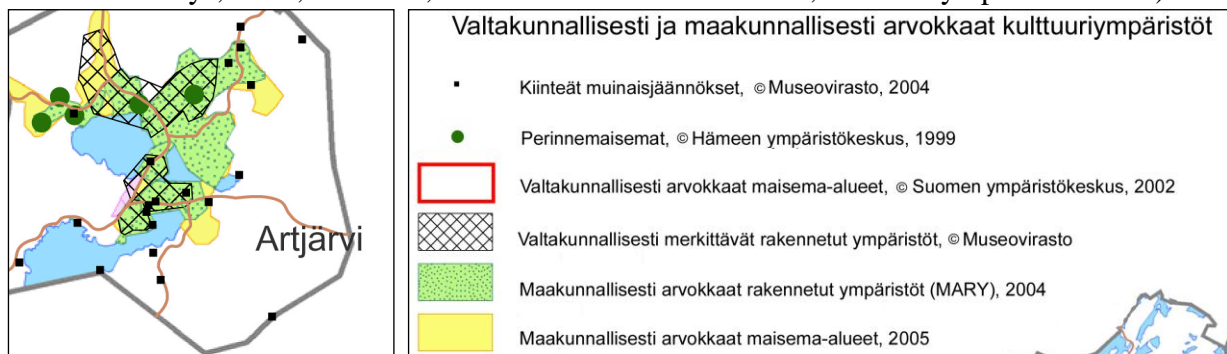 Valtakunnallisesti ja maakunnallisesti arvokkaat kulttuuriympäristöt
Kiinteät muinaisjäännökset, © Museovirasto, 2004
Perinnemaisemat, © Hämeen ympäristökeskus, 1999
Valtakunnallisesti arvokkaat maisema-alueet, © Suomen ympäristökeskus, 2002
Valtakunnallisesti merkittävät rakennetut ympäristöt, © Museovirasto
Artjärvi
Maakunnallisesti arvokkaat rakennetut ympäristöt (MARY), 2004
Maakunnallisesti arvokkaat maisema-alueet, 2005